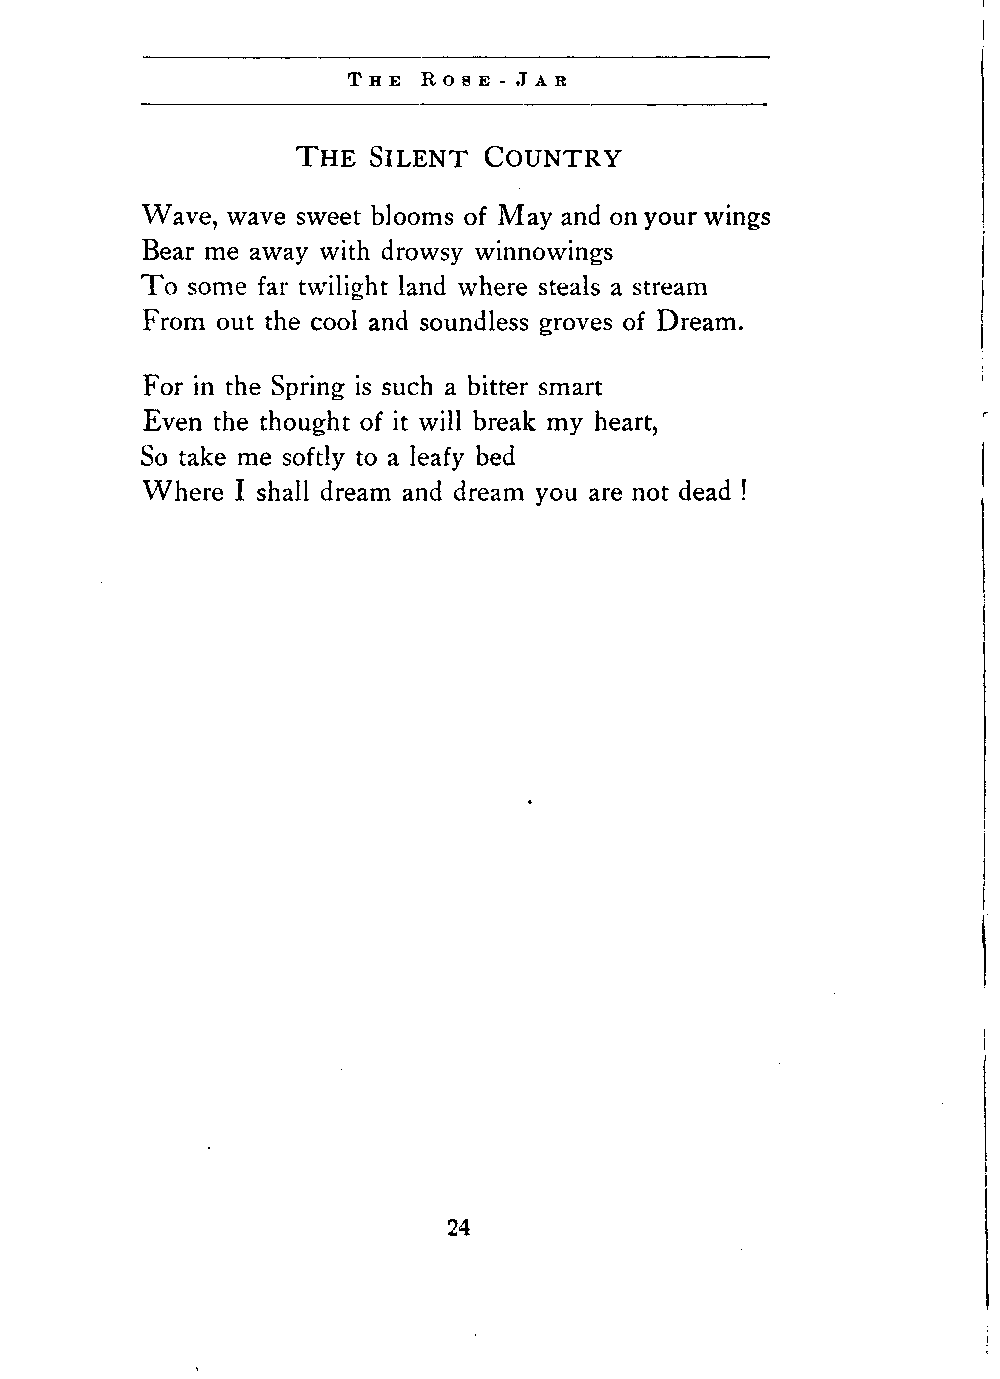 THE ROSE-JAR
THE SILENT COUNTRY
Wave, wave sweet blooms of May and on your wings
Bear me away with drowsy winnowings
To some far twilight land where steals a stream
From out the cool and soundless groves of Dream.
For in the Spring is such a bitter smart
Even the thought of it will break my heart,
So take me softly to a leafy bed
Where I shall dream and dream you are not dead !
24